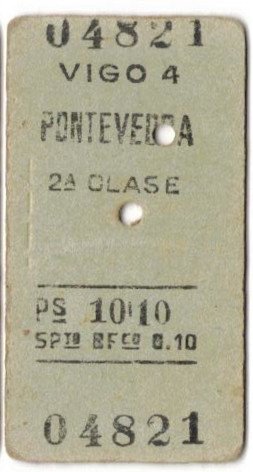 04821
VIGO 4
PONTEVEDRA
2ª CLASE
Ps 10'10
SPTO BFCO 0.10
04821